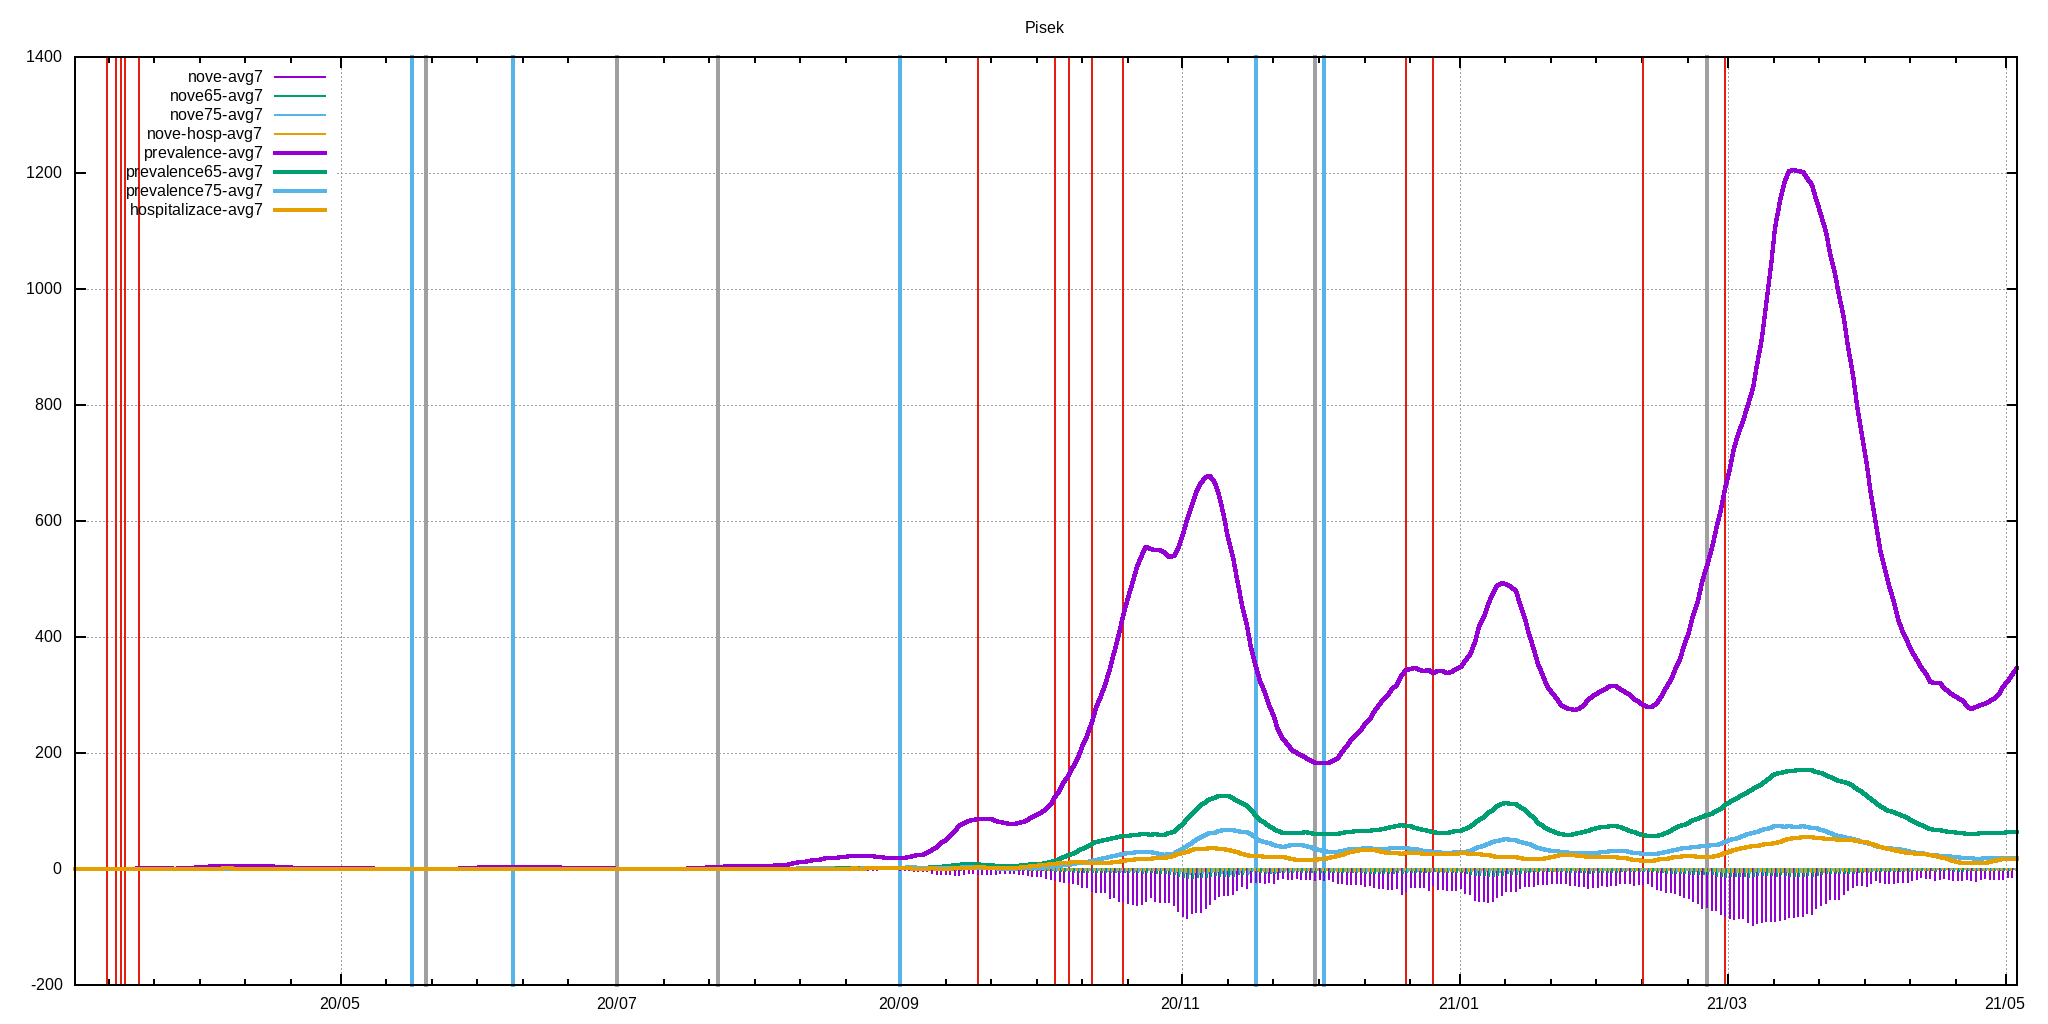 Pisek
1400
nove-avg7
nove65-avg7
nove75-avg7
nove-hosp-avg7
prevalence-avg7
prevalence65-avg7
prevalence75-avg7
hospitalizace-avg7
1200
1000
800
600
400
200
0
-200
20/05 20/07 20/09 20/11 21/01 21/03 21/05